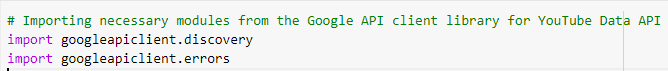 # Importing necessary modules from the Google API client library for YouTube Data API
import googleapiclient.discovery
import googleapiclient.errors